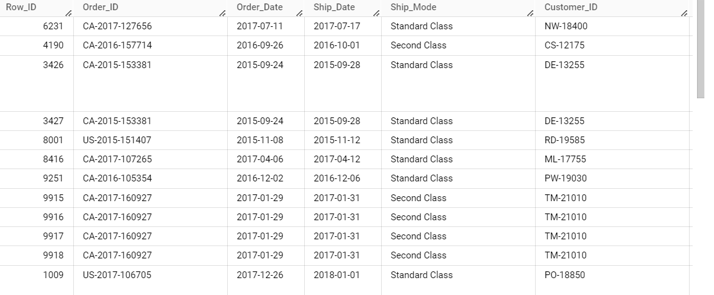 Row_ID Order_ID Order_Date Ship_Date Ship_Mode Customer_ID
6231 CA-2017-127656 2017-07-11 2017-07-17 Standard Class NW-18400
4190 CA-2016-157714 2016-09-26 2016-10-01 Second Class CS-12175
3426 CA-2015-153381 2015-09-24 2015-09-28 Standard Class DE-13255
3427 CA-2015-153381 2015-09-24 2015-09-28 Standard Class DE-13255
8001 US-2015-151407 2015-11-08 2015-11-12 Standard Class RD-19585
8416 CA-2017-107265 2017-04-06 2017-04-12 Standard Class ML-17755
9251 CA-2016-105354 2016-12-02 2016-12-06 Standard Class PW-19030
9915 CA-2017-160927 2017-01-29 2017-01-31 Second Class TM-21010
9916 CA-2017-160927 2017-01-29 2017-01-31 Second Class TM-21010
9917 CA-2017-160927 2017-01-29 2017-01-31 Second Class TM-21010
9918 CA-2017-160927 2017-01-29 2017-01-31 Second Class TM-21010
1009 US-2017-106705 2017-12-26 2018-01-01 Standard Class PO-18850